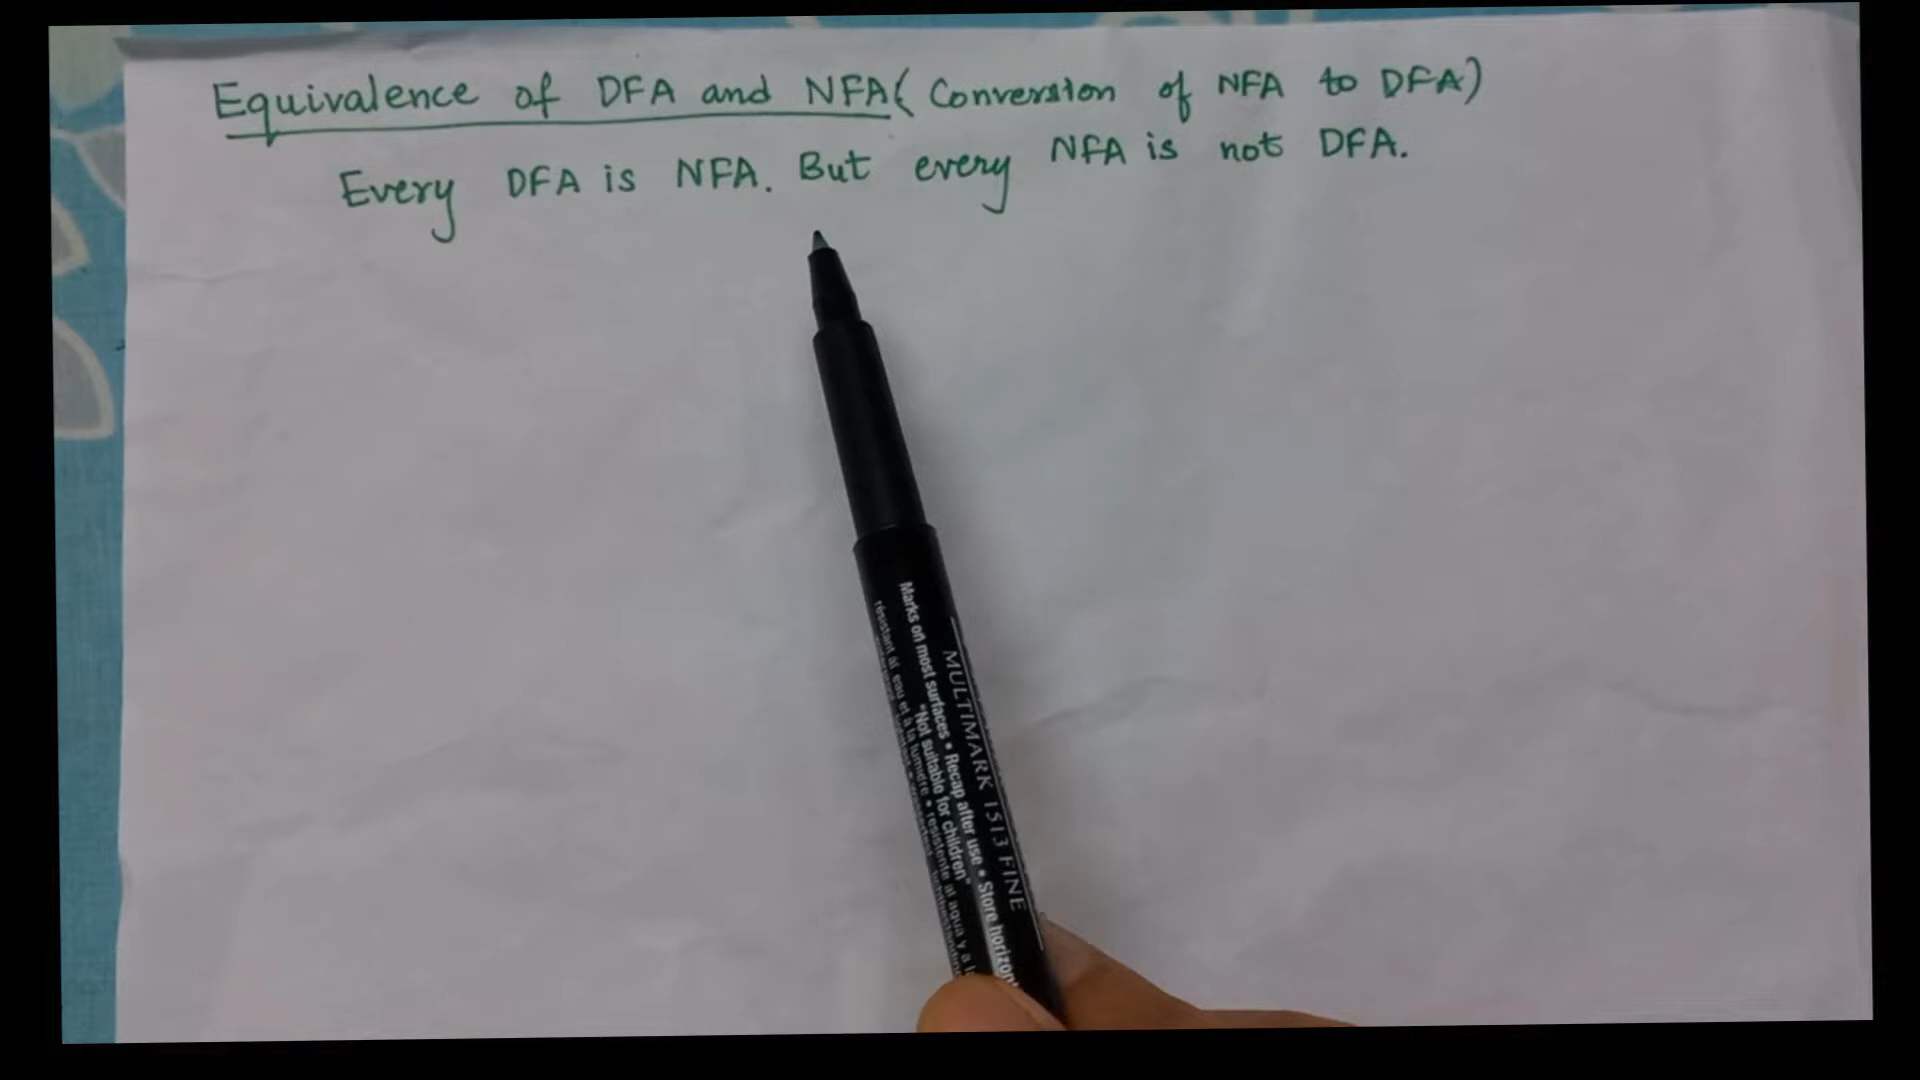 Equivalence of DFA and NFA( Conversion of NFA to DFA)
Every DFA is NFA. But every NFA is not DFA.
MULTIMARK 1513 FINE
Marks on most surfaces • Recap after use • Store horizon
"Not suitable for children"